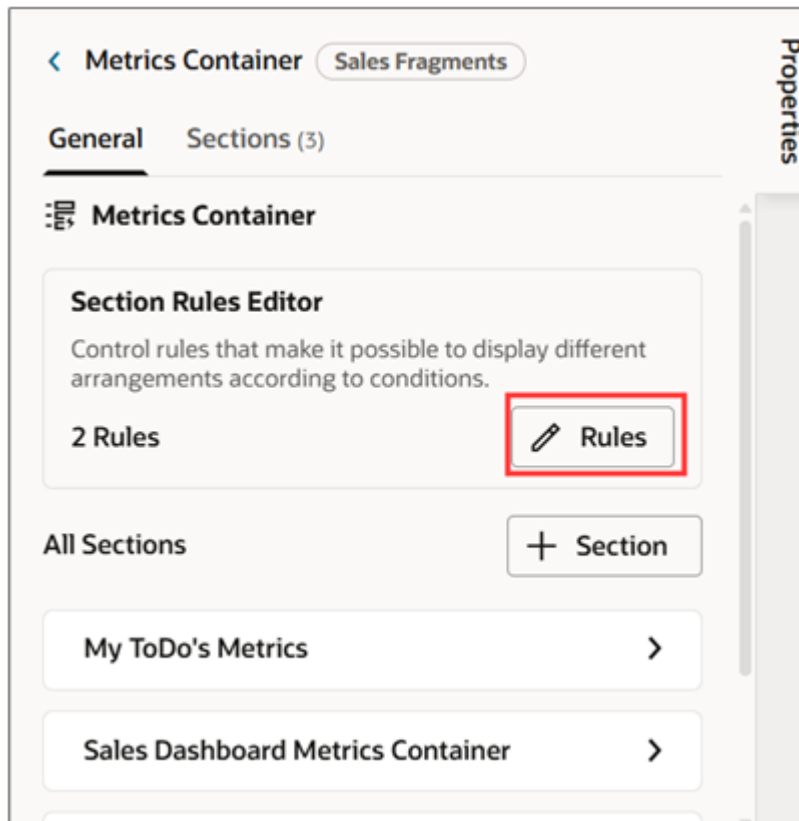 Metrics Container Sales Fragments
Properties
General Sections (3)
Metrics Container
Section Rules Editor
Control rules that make it possible to display different
arrangements according to conditions.
2 Rules Rules
All Sections + Section
My ToDo's Metrics
Sales Dashboard Metrics Container